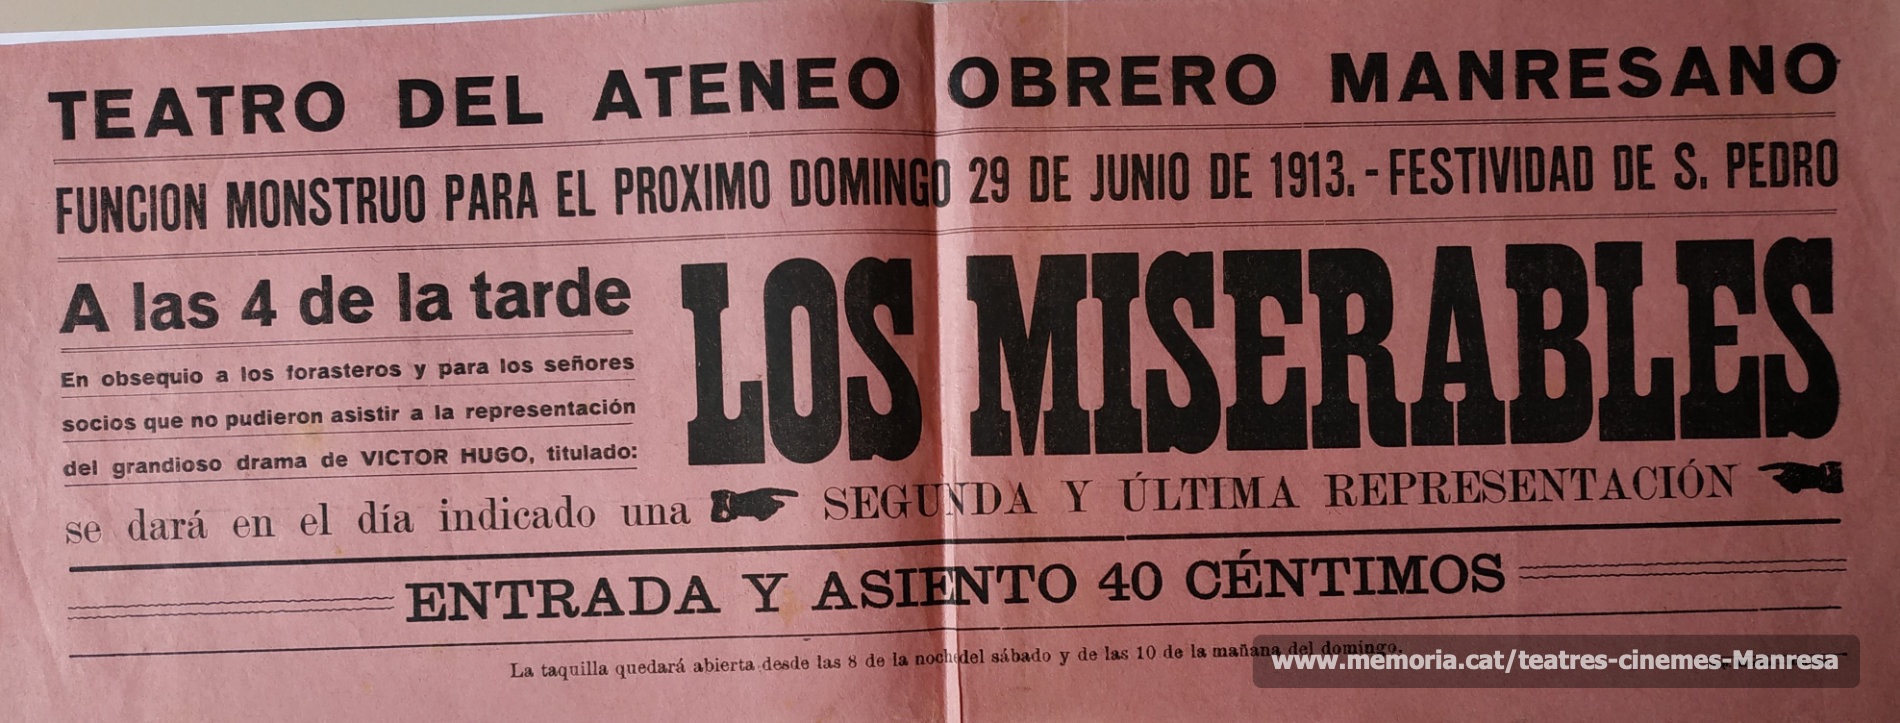 TEATRO DEL ATENEO OBRERO MANRESANO
FUNCION MONSTRUO PARA EL PROXIMO DOMINGO 29 DE JUNIO DE 1913. - FESTIVIDAD DE S. PEDRO
A las 4 de la tarde
En obsequio a los forasteros y para los señores
socios que no pudieron asistir a la representación
del grandioso drama de VICTOR HUGO, titulado:
LOS MISERABLES
se dará en el día indicado una SEGUNDA Y ÚLTIMA REPRESENTACIÓN
ENTRADA Y ASIENTO 40 CÉNTIMOS
La taquilla quedará abierta desde las 8 de la noche del sábado y de las 10 de la mañana del domingo.
www.memoria.cat/teatres-cinemes-Manresa